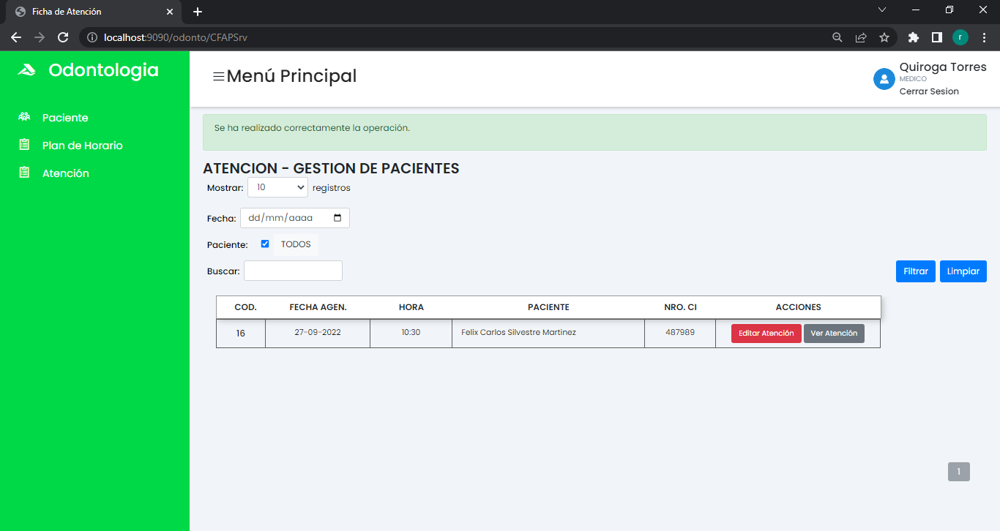 Ficha de Atención
localhost:9090/odonto/CFAPSrv
r
Odontologia
Paciente
Plan de Horario
Atención
Menú Principal
Quiroga Torres
MEDICO
Cerrar Sesion
Se ha realizado correctamente la operación.
ATENCION - GESTION DE PACIENTES
Mostrar: 10 registros
Fecha: dd/mm/aaaa
Paciente: TODOS
Buscar: Filtrar Limpiar
COD. FECHA AGEN. HORA PACIENTE NRO. CI ACCIONES
16 27-09-2022 10:30 Felix Carlos Silvestre Martinez 487989 Editar Atención Ver Atención
1